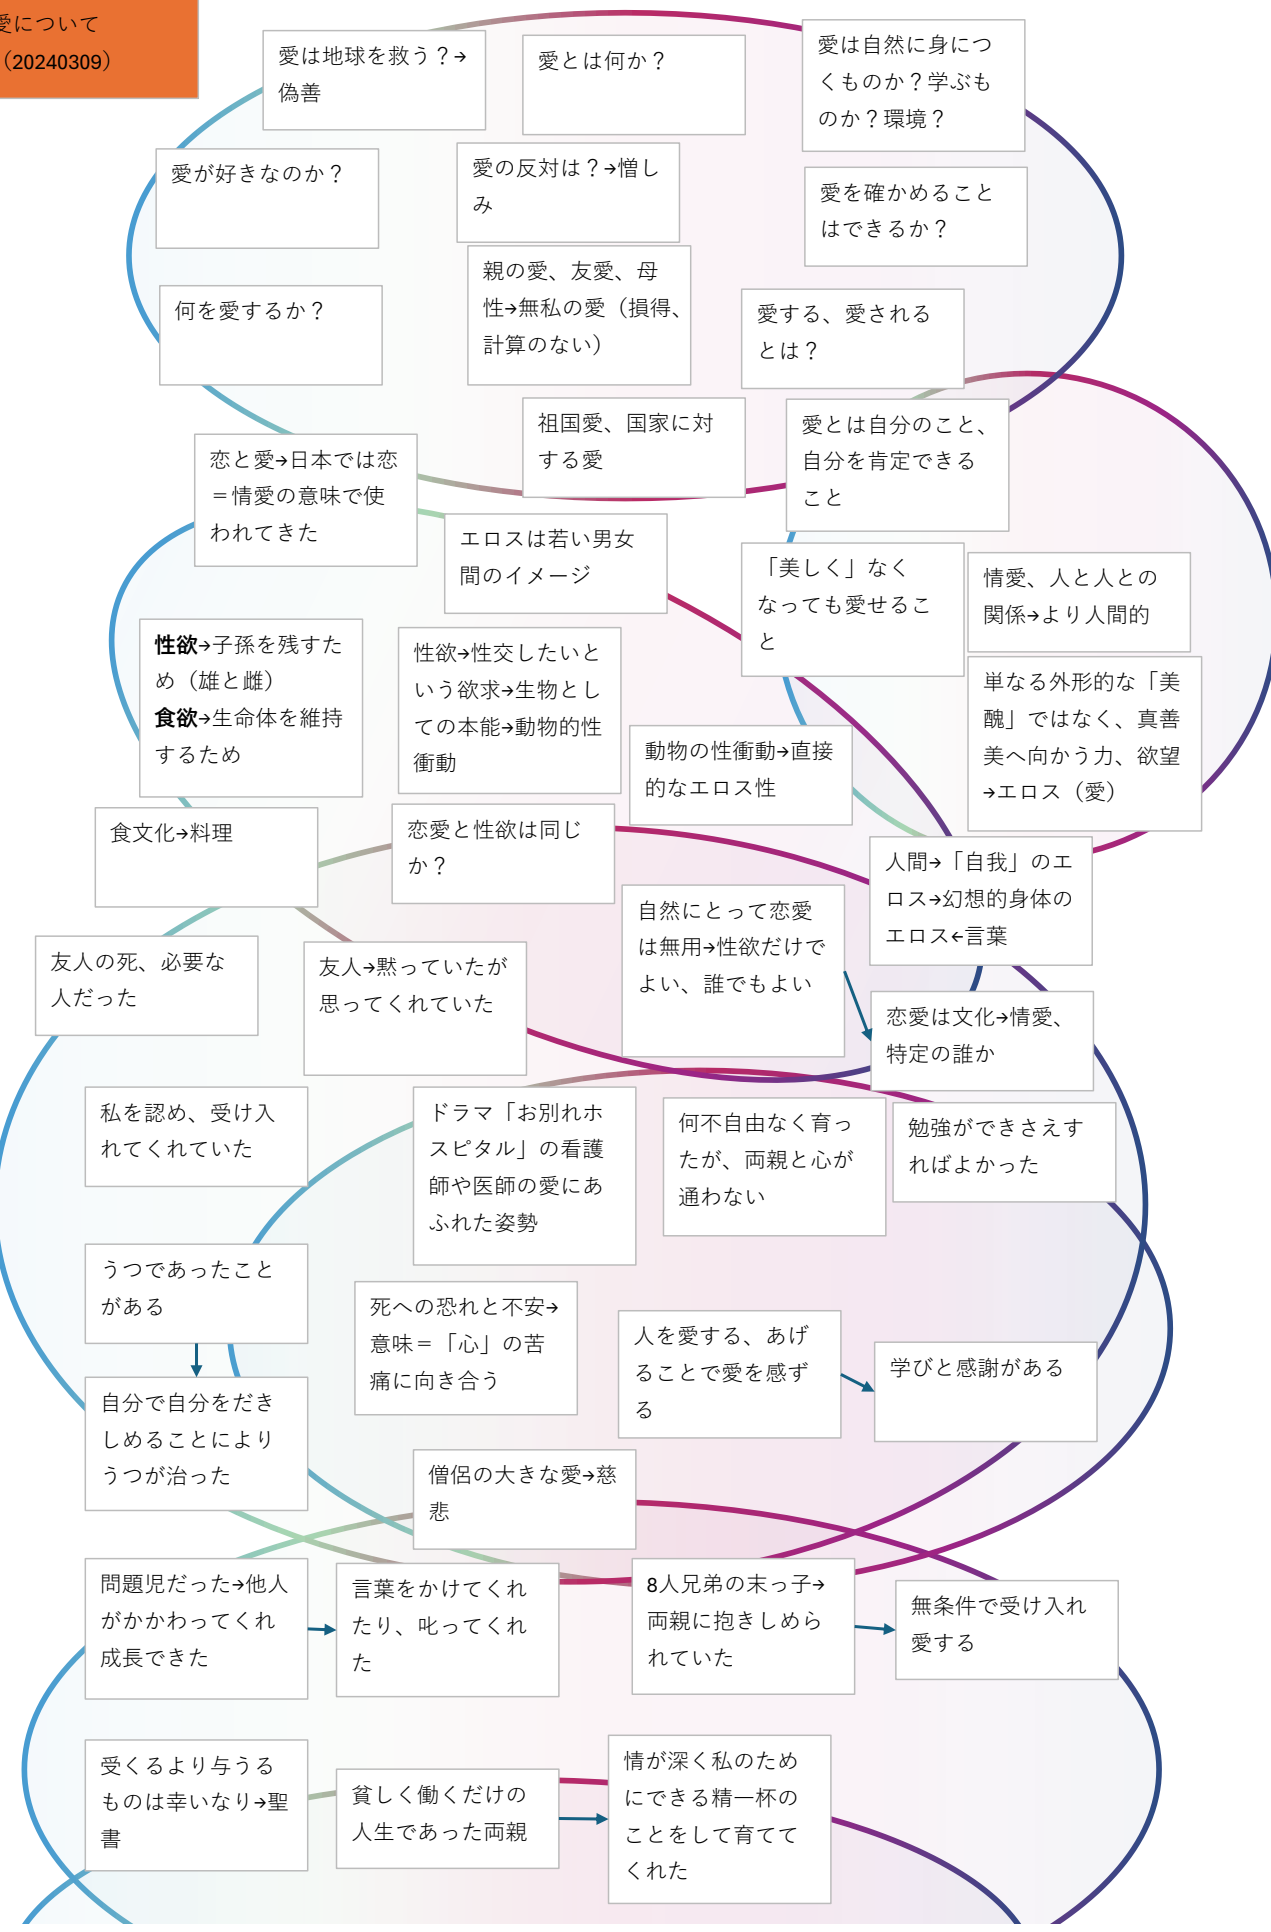 愛について
（20240309）
愛は地球を救う？→
偽善
愛とは何か？
愛は自然に身につ
くものか？学ぶも
のか？環境？
愛が好きなのか？
愛の反対は？→憎し
み
愛を確かめること
はできるか？
親の愛、友愛、母
性→無私の愛（損得、
計算のない）
何を愛するか？
愛する、愛される
とは？
祖国愛、国家に対
する愛
愛とは自分のこと、
自分を肯定できる
こと
恋と愛→日本では恋
＝情愛の意味で使
われてきた
エロスは若い男女
間のイメージ
「美しく」なく
なっても愛せるこ
と
情愛、人と人との
関係→より人間的
性欲→子孫を残すた
め（雄と雌）
食欲→生命体を維持
するため
性欲→性交したいと
いう欲求→生物とし
ての本能→動物的性
衝動
単なる外形的な「美
醜」ではなく、真善
美へ向かう力、欲望
→エロス（愛）
動物の性衝動→直接
的なエロス性
食文化→料理
恋愛と性欲は同じ
か？
人間→「自我」のエ
ロス→幻想的身体の
エロス←言葉
自然にとって恋愛
は無用→性欲だけで
よい、誰でもよい
友人の死、必要な
人だった
友人→黙っていたが
思ってくれていた
恋愛は文化→情愛、
特定の誰か
私を認め、受け入
れてくれていた
ドラマ「お別れホ
スピタル」の看護
師や医師の愛にあ
ふれた姿勢
何不自由なく育っ
たが、両親と心が
通わない
勉強ができさえす
ればよかった
うつであったこと
がある
死への恐れと不安→
意味＝「心」の苦
痛に向き合う
人を愛する、あげ
ることで愛を感ず
る
学びと感謝がある
自分で自分をだき
しめることにより
うつが治った
僧侶の大きな愛→慈
悲
問題児だった→他人
がかかわってくれ
成長できた
言葉をかけてくれ
たり、叱ってくれ
た
8人兄弟の末っ子→
両親に抱きしめら
れていた
無条件で受け入れ
愛する
受くるより与うる
ものは幸いなり→聖
書
貧しく働くだけの
人生であった両親
情が深く私のため
にできる精一杯の
ことをして育てて
くれた